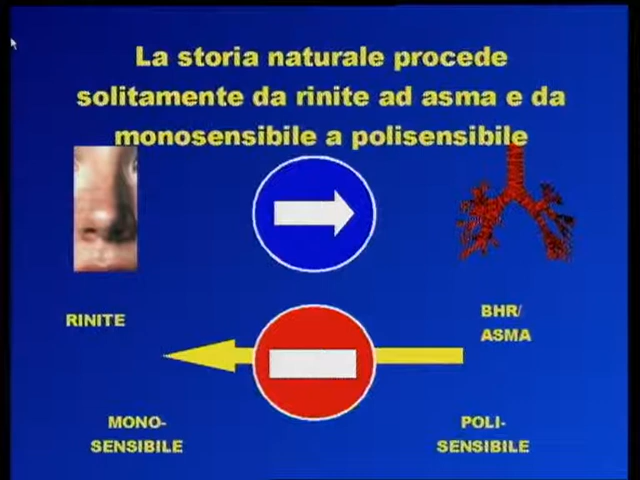 La storia naturale procede
solitamente da rinite ad asma e da
monosensibile a polisensibile
RINITE
BHR/
ASMA
MONO-
SENSIBILE
POLI-
SENSIBILE